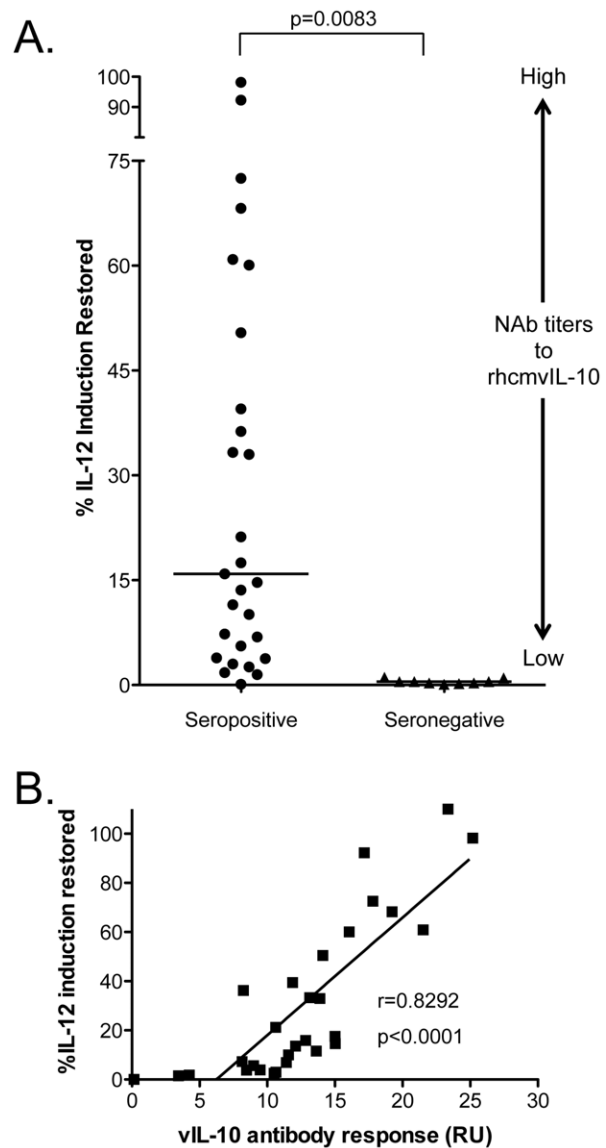 A.
p=0.0083
% IL-12 Induction Restored
100
90
75
60
45
30
15
0
Seropositive
Seronegative
High
NAb titers
to
rhcmvIL-10
Low
B.
%IL-12 induction restored
100
80
60
40
20
0
r=0.8292
p<0.0001
0
5
10
15
20
25
30
vIL-10 antibody response (RU)